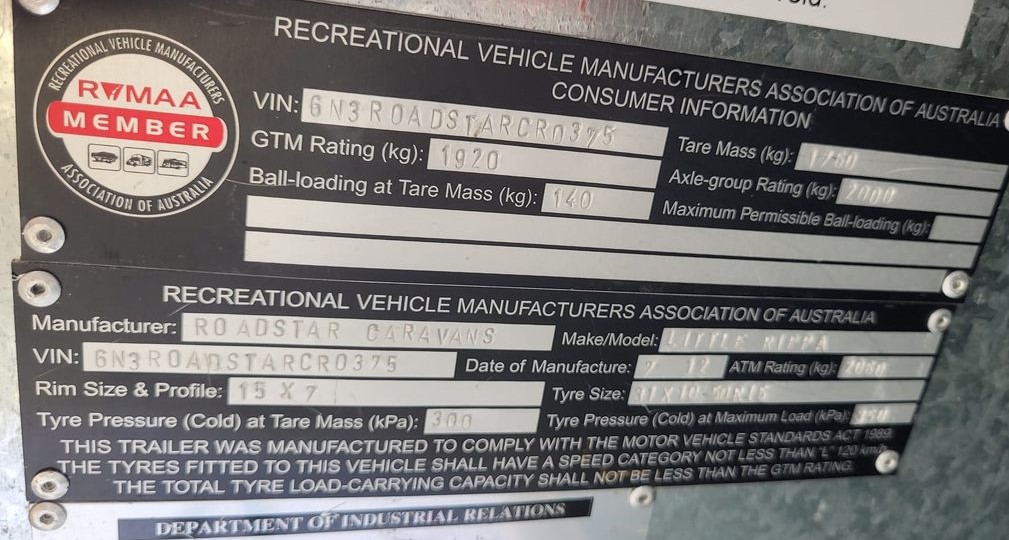 RECREATIONAL VEHICLE MANUFACTURERS
RVMAA
MEMBER
ASSOCIATION OF AUSTRALIA
RECREATIONAL VEHICLE MANUFACTURERS ASSOCIATION OF AUSTRALIA
CONSUMER INFORMATION
VIN: 6N3ROADSTARCR0375
Tare Mass (kg): 1760
GTM Rating (kg): 1920
Axle-group Rating (kg): 2000
Ball-loading at Tare Mass (kg): 140
Maximum Permissible Ball-loading (kg):
RECREATIONAL VEHICLE MANUFACTURERS ASSOCIATION OF AUSTRALIA
Manufacturer: ROADSTAR CARAVANS Make/Model: LITTLE RIPPA
VIN: 6N3ROADSTARCR0375 Date of Manufacture: 12 ATM Rating (kg):
Rim Size & Profile: 15 X 7 Tyre Size:
Tyre Pressure (Cold) at Tare Mass (kPa): 300 Tyre Pressure (Cold) at Maximum Load (kPa):
THIS TRAILER WAS MANUFACTURED TO COMPLY WITH THE MOTOR VEHICLE STANDARDS ACT 1989.
THE TYRES FITTED TO THIS VEHICLE SHALL HAVE A SPEED CATEGORY NOT LESS THAN "L" 120 km/h
THE TOTAL TYRE LOAD-CARRYING CAPACITY SHALL NOT BE LESS THAN THE GTM RATING.
DEPARTMENT OF INDUSTRIAL RELATIONS